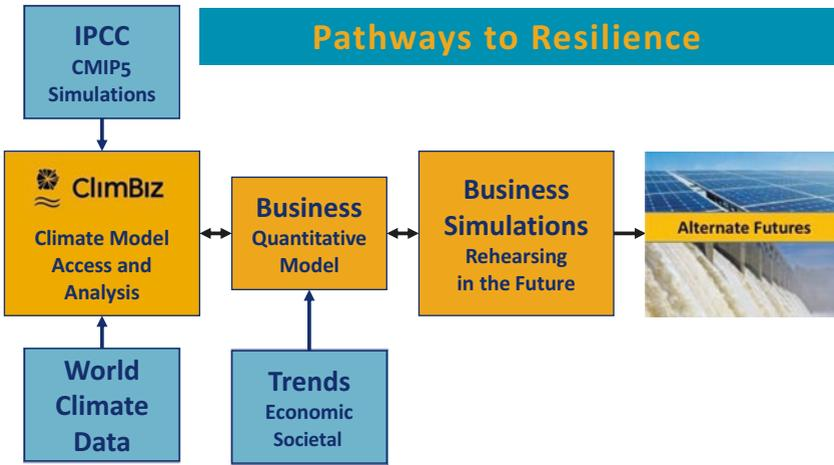 Pathways to Resilience
IPCC
CMIP5
Simulations
ClimBiz
Climate Model
Access and
Analysis
Business
Quantitative
Model
Business
Simulations
Rehearsing
in the Future
Alternate Futures
World
Climate
Data
Trends
Economic
Societal